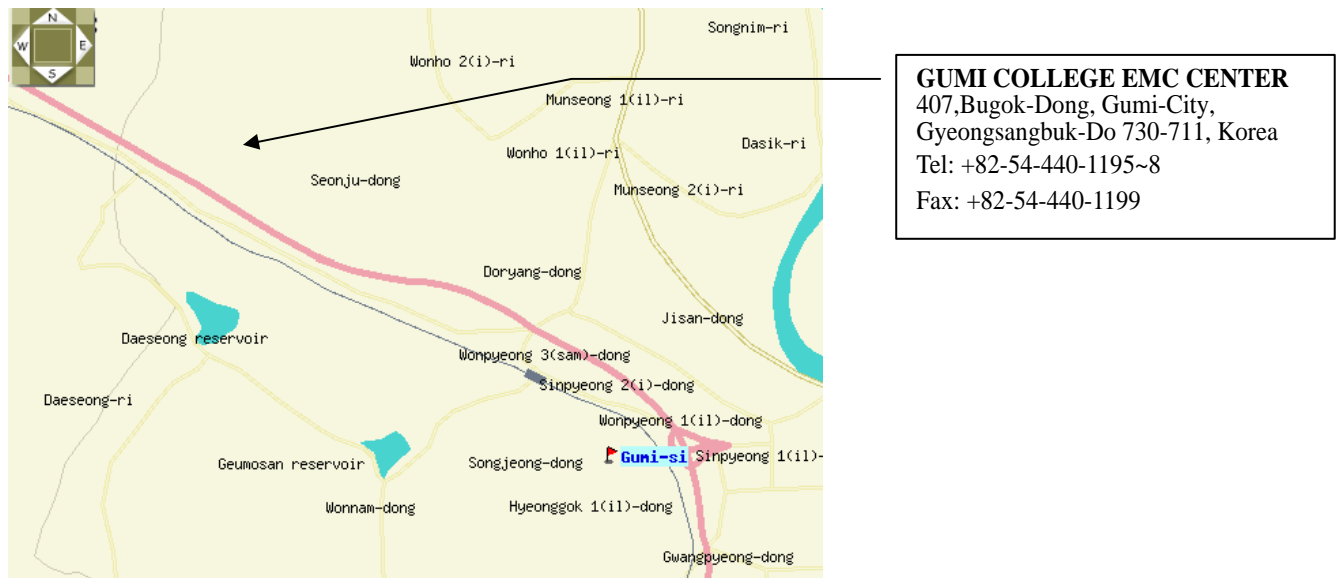 N
W
E
S
Songnim-ri
Wonho 2(i)-ri
Munseong 1(il)-ri
Dasik-ri
Wonho 1(il)-ri
Seonju-dong
Munseong 2(i)-ri
Doryang-dong
Jisan-dong
Daeseong reservoir
Wonpyeong 3(sam)-dong
Sinpyeong 2(i)-dong
Daeseong-ri
Wonpyeong 1(il)-dong
Geumosan reservoir
Songjeong-dong
Gumi-si
Sinpyeong 1(il)-
Wonnam-dong
Hyeonggok 1(il)-dong
Gwangpyeong-dong
GUMI COLLEGE EMC CENTER
407,Bugok-Dong, Gumi-City,
Gyeongsangbuk-Do 730-711, Korea
Tel: +82-54-440-1195~8
Fax: +82-54-440-1199